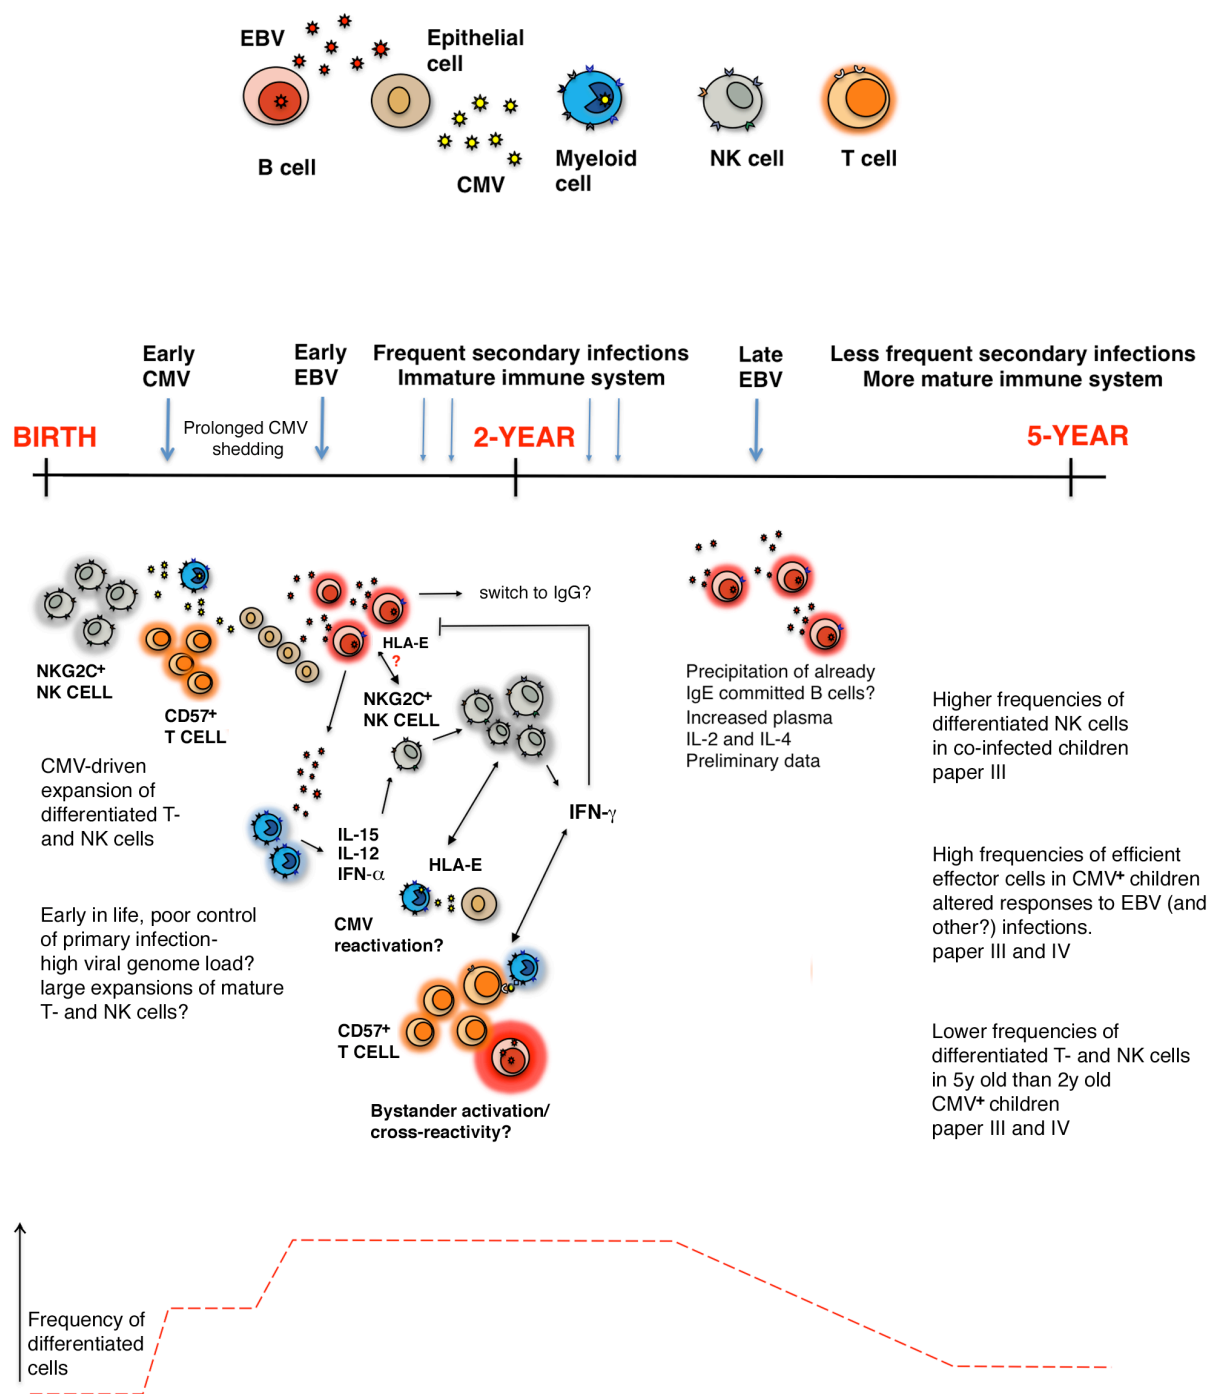 EBV
Epithelial
cell
B cell
CMV
Myeloid
cell
NK cell
T cell
Early
CMV
Early
EBV
Frequent secondary infections
Immature immune system
Late
EBV
Less frequent secondary infections
More mature immune system
BIRTH
Prolonged CMV
shedding
2-YEAR
5-YEAR
switch to IgG?
HLA-E
?
NKG2C+
NK CELL
CD57+
T CELL
NKG2C+
NK CELL
CMV-driven
expansion of
differentiated T-
and NK cells
IL-15
IL-12
IFN-α
IFN-γ
HLA-E
CMV
reactivation?
Early in life, poor control
of primary infection-
high viral genome load?
large expansions of mature
T- and NK cells?
CD57+
T CELL
Bystander activation/
cross-reactivity?
Precipitation of already
IgE committed B cells?
Increased plasma
IL-2 and IL-4
Preliminary data
Higher frequencies of
differentiated NK cells
in co-infected children
paper III
High frequencies of efficient
effector cells in CMV+ children
altered responses to EBV (and
other?) infections.
paper III and IV
Lower frequencies of
differentiated T- and NK cells
in 5y old than 2y old
CMV+ children
paper III and IV
Frequency of
differentiated
cells